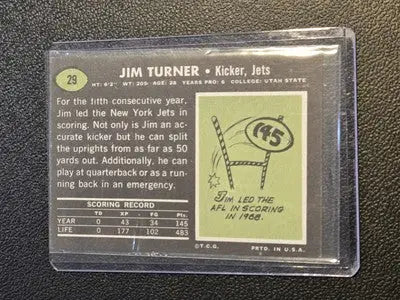 29
JIM TURNER • Kicker, Jets
HT: 6'2" WT: 205 AGE: 28 YEARS PRO: 6 COLLEGE: UTAH STATE
For the fifth consecutive year,
Jim led the New York Jets in
scoring. Not only is Jim an ac-
curate kicker but he can split
the uprights from as far as 50
yards out. Additionally, he can
play at quarterback or as a run-
ning back in an emergency.
SCORING RECORD
TD XP FG Pts.
YEAR 0 43 34 145
LIFE 0 177 102 483
145
JIM LED THE
AFL IN SCORING
IN 1968.
©T.C.G. PRTD. IN U.S.A.